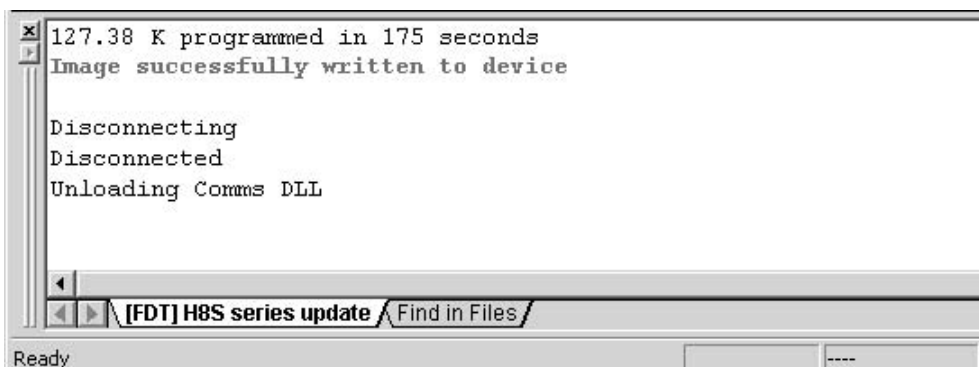 127.38 K programmed in 175 seconds
Image successfully written to device
Disconnecting
Disconnected
Unloading Comms DLL
[FDT] H8S series update Find in Files
Ready ----